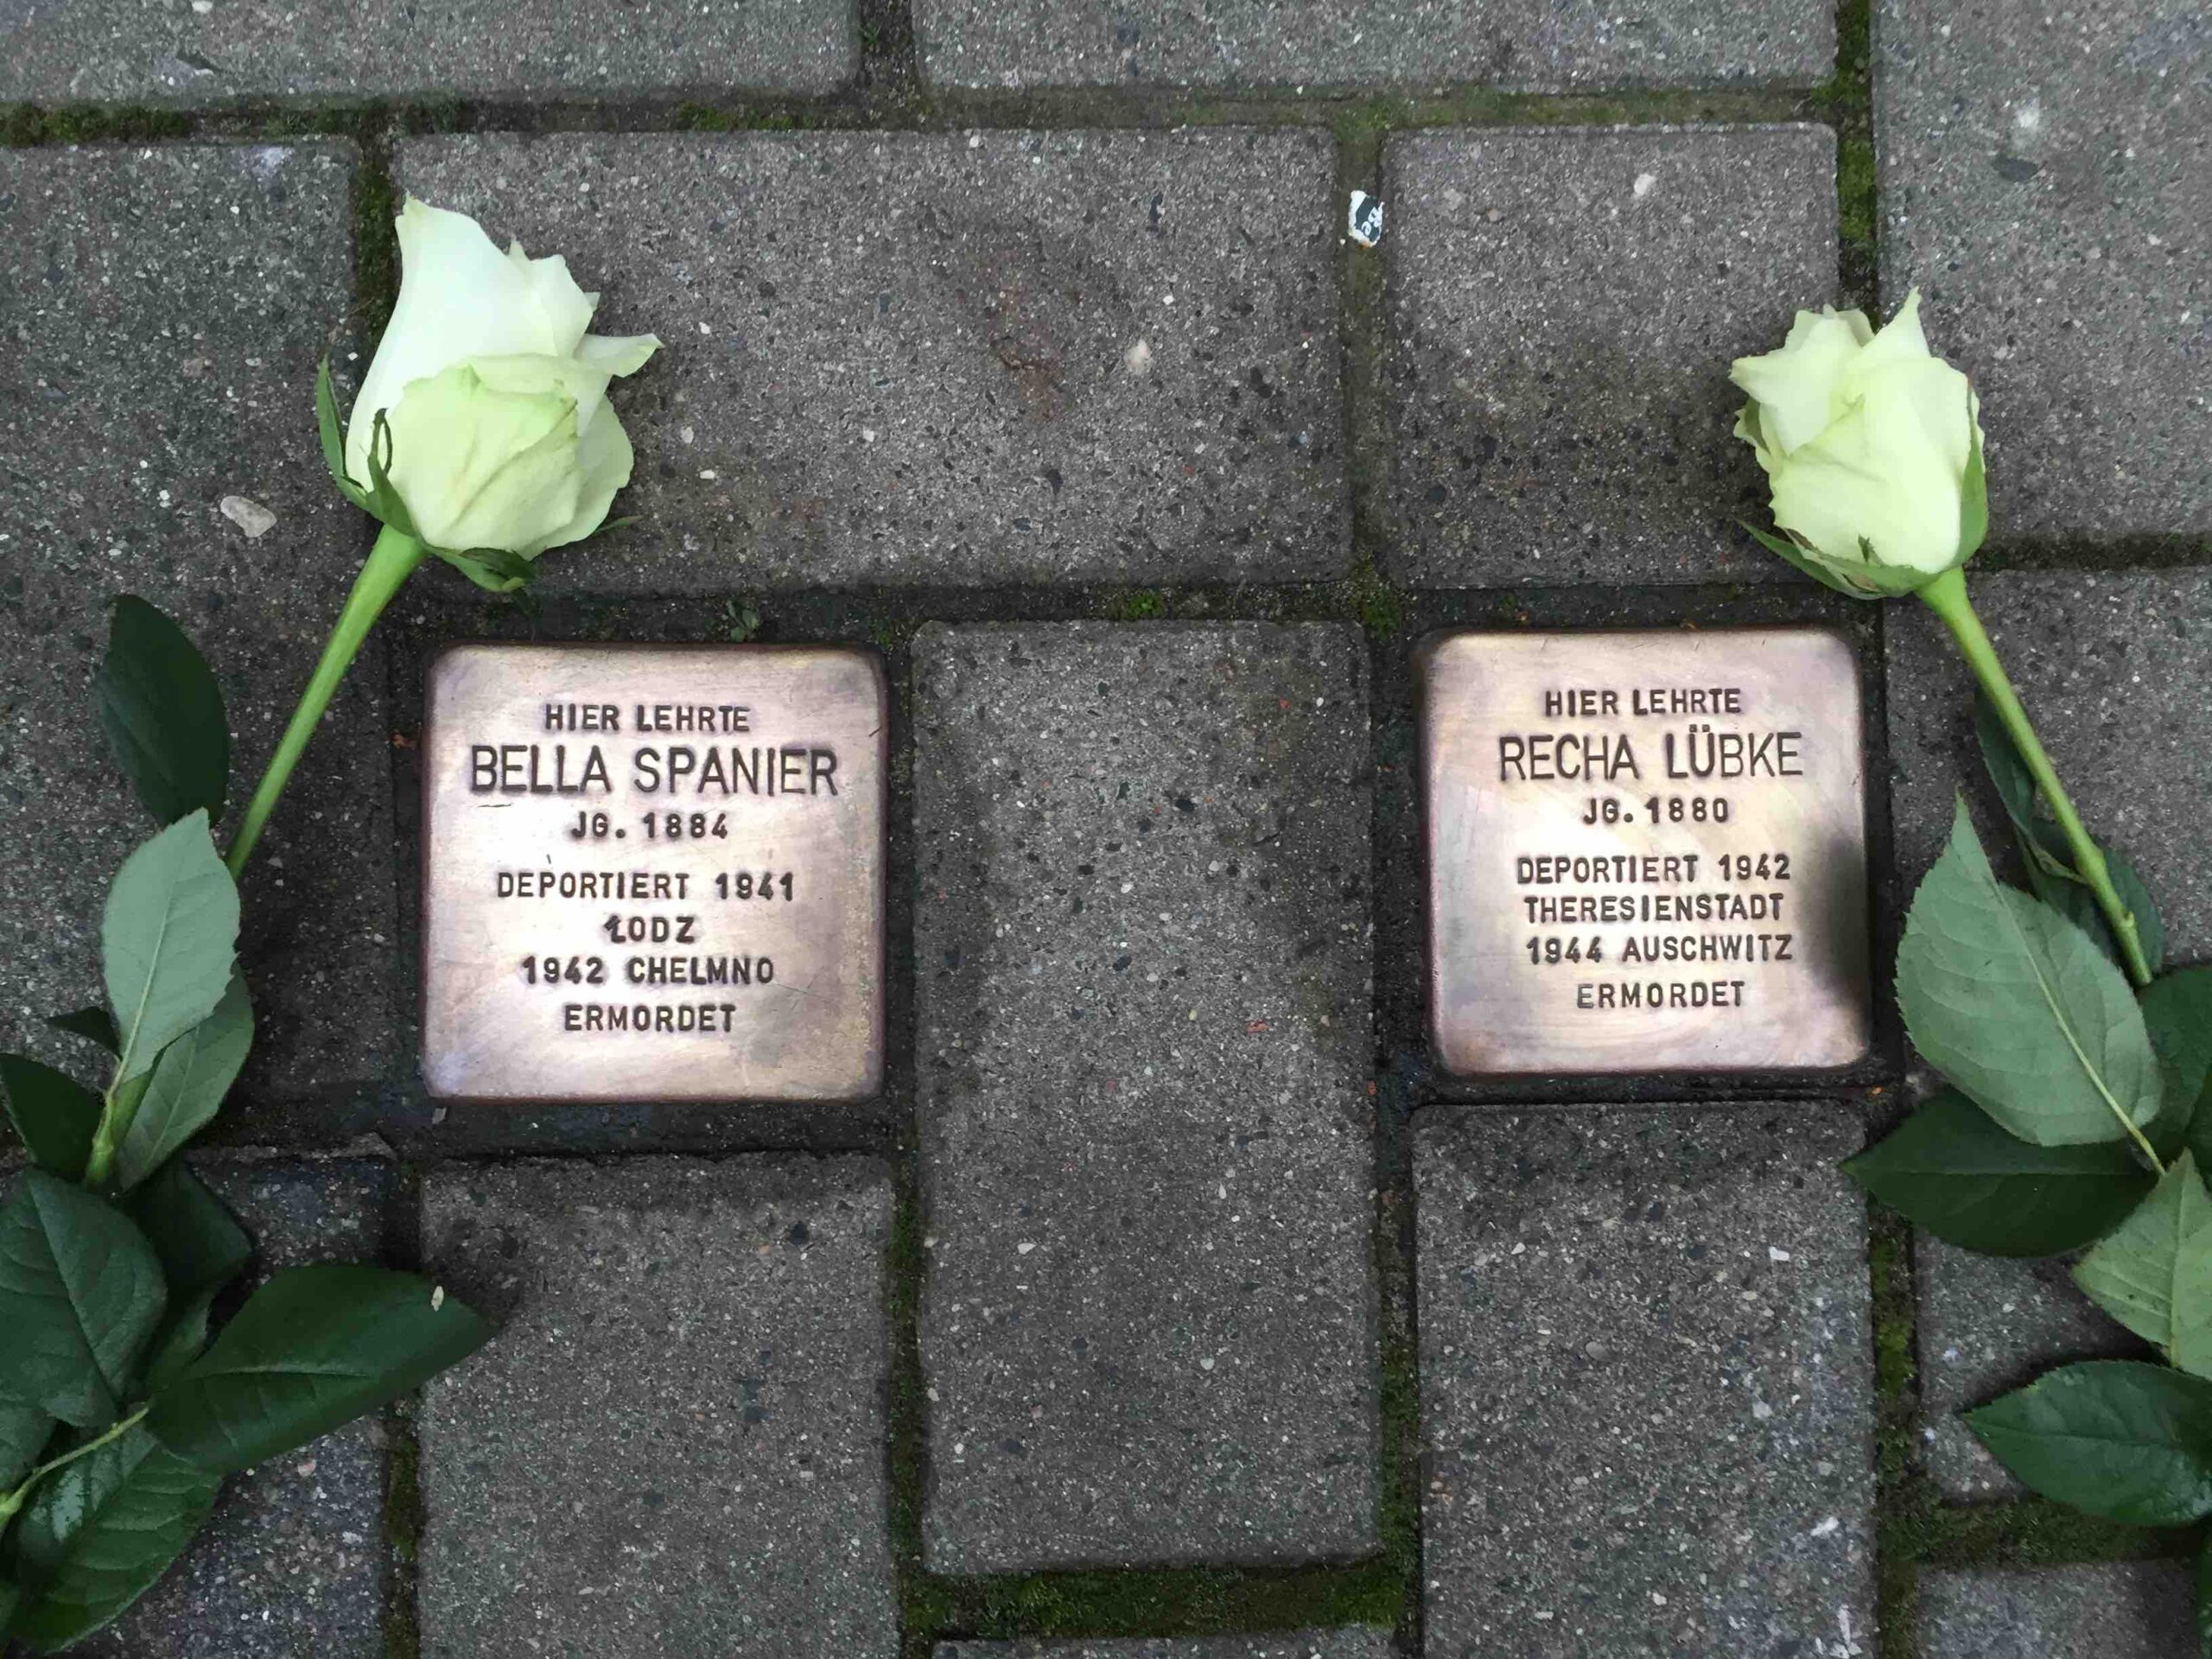 HIER LEHRTE
BELLA SPANIER
JG. 1884
DEPORTIERT 1941
ŁODZ
1942 CHELMNO
ERMORDET
HIER LEHRTE
RECHA LÜBKE
JG. 1880
DEPORTIERT 1942
THERESIENSTADT
1944 AUSCHWITZ
ERMORDET